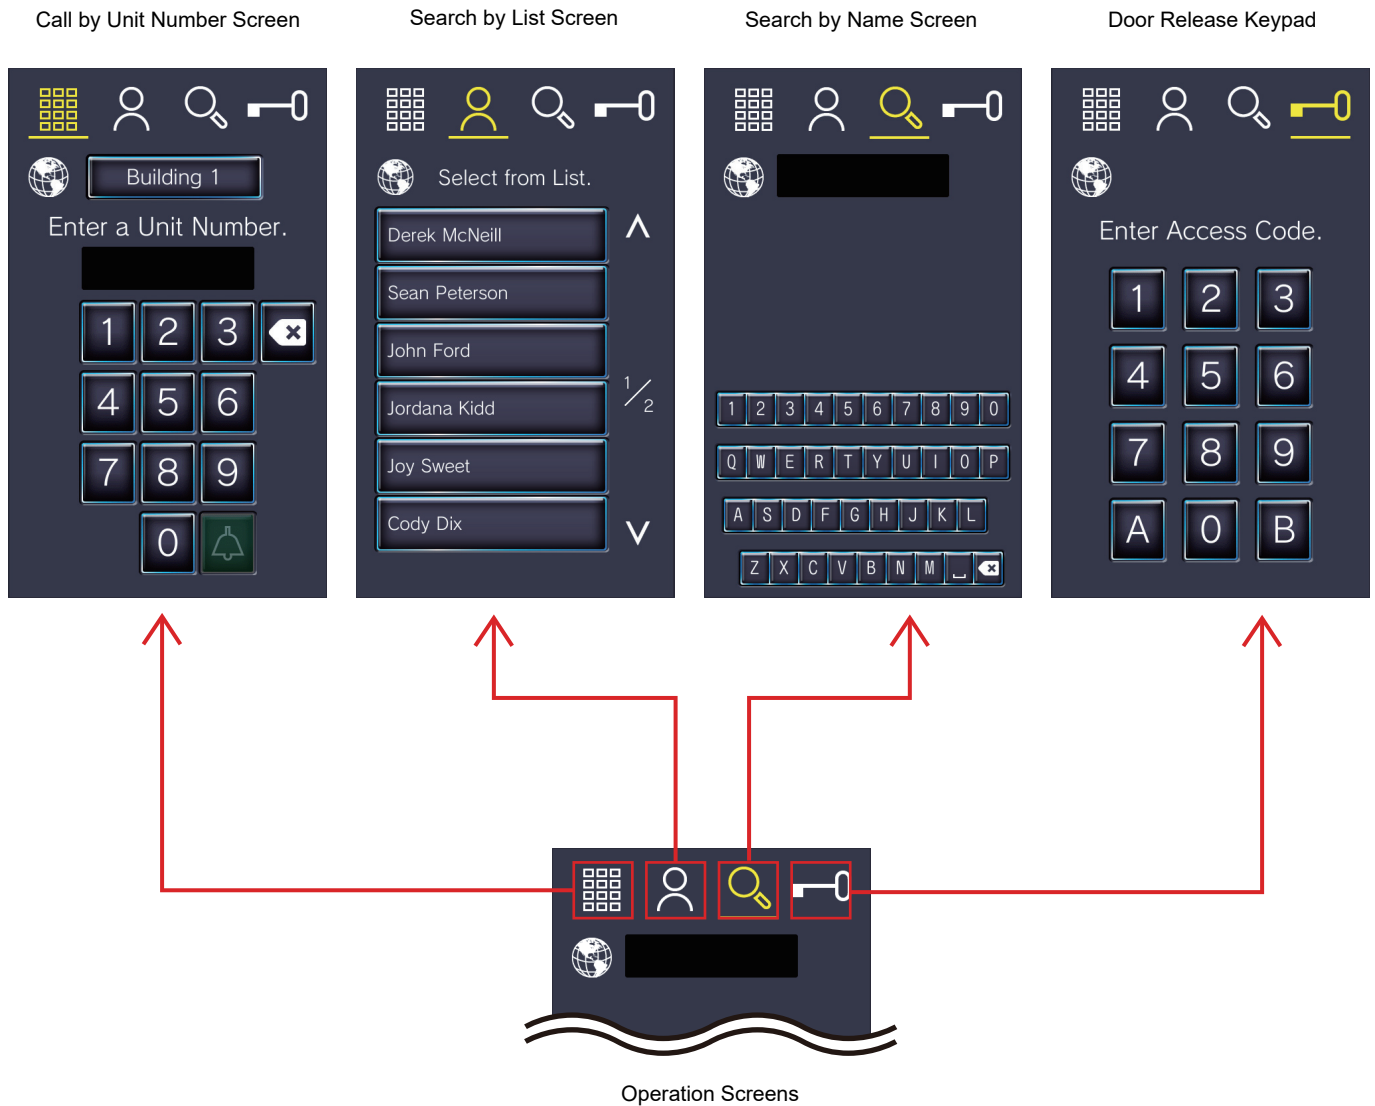 Call by Unit Number Screen
Search by List Screen
Search by Name Screen
Door Release Keypad
Building 1
Enter a Unit Number.
1 2 3
4 5 6
7 8 9
0
Select from List.
Derek McNeill
Sean Peterson
John Ford
Jordana Kidd
Joy Sweet
Cody Dix
1/2
1 2 3 4 5 6 7 8 9 0
Q W E R T Y U I O P
A S D F G H J K L
Z X C V B N M
Enter Access Code.
1 2 3
4 5 6
7 8 9
A 0 B
Operation Screens